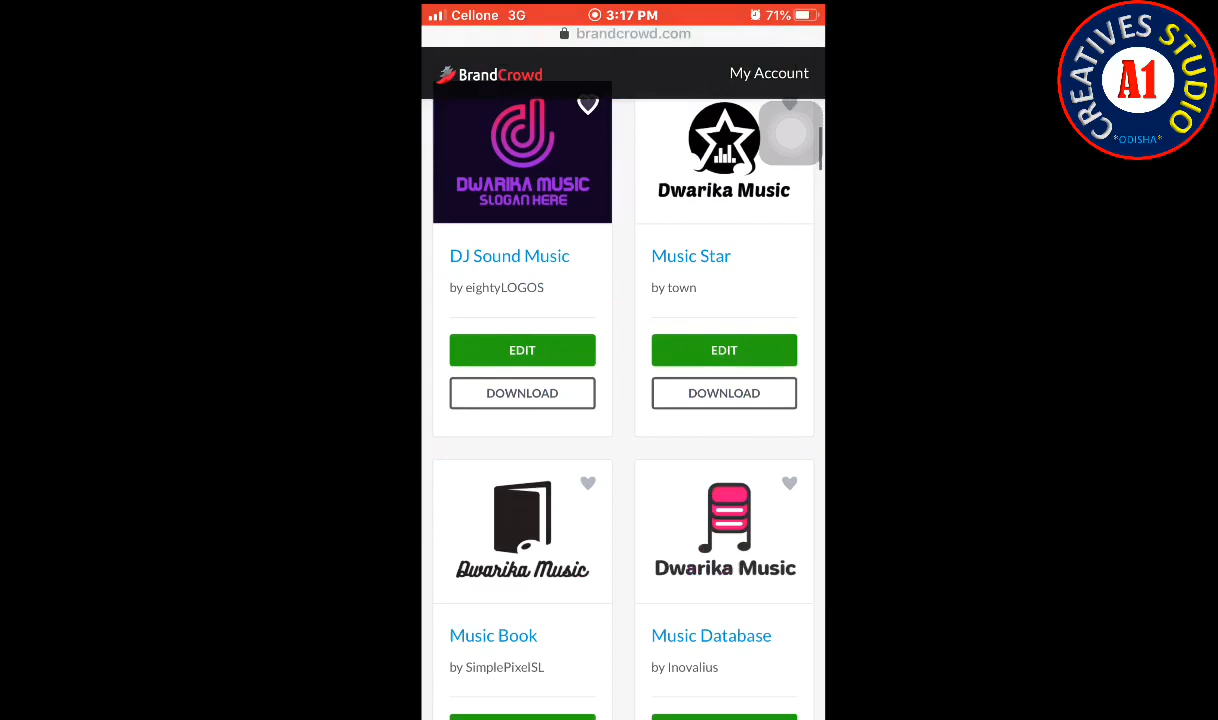 Cellone 3G 3:17 PM 71%
brandcrowd.com
BrandCrowd My Account
DWARIKA MUSIC
SLOGAN HERE
Dwarika Music
DJ Sound Music
by eightyLOGOS
EDIT
DOWNLOAD
Music Star
by town
EDIT
DOWNLOAD
Dwarika Music
Music Book
by SimplePixelSL
Dwarika Music
Music Database
by Inovalius
CREATIVES STUDIO
A1
*ODISHA*